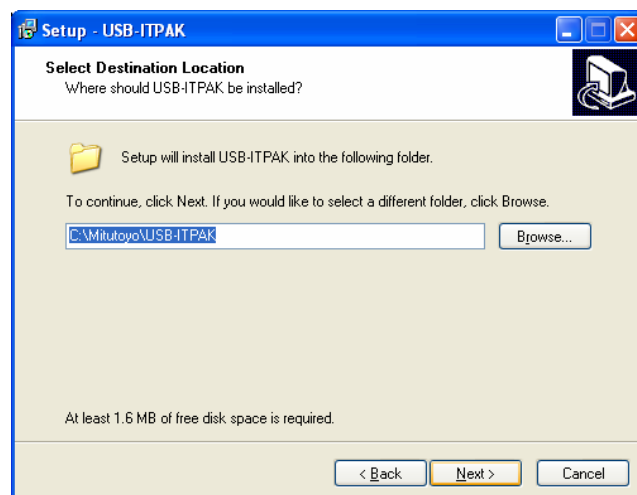 Setup - USB-ITPAK
Select Destination Location
Where should USB-ITPAK be installed?
Setup will install USB-ITPAK into the following folder.
To continue, click Next. If you would like to select a different folder, click Browse.
C:\Mitutoyo\USB-ITPAK
Browse...
At least 1.6 MB of free disk space is required.
< Back
Next >
Cancel